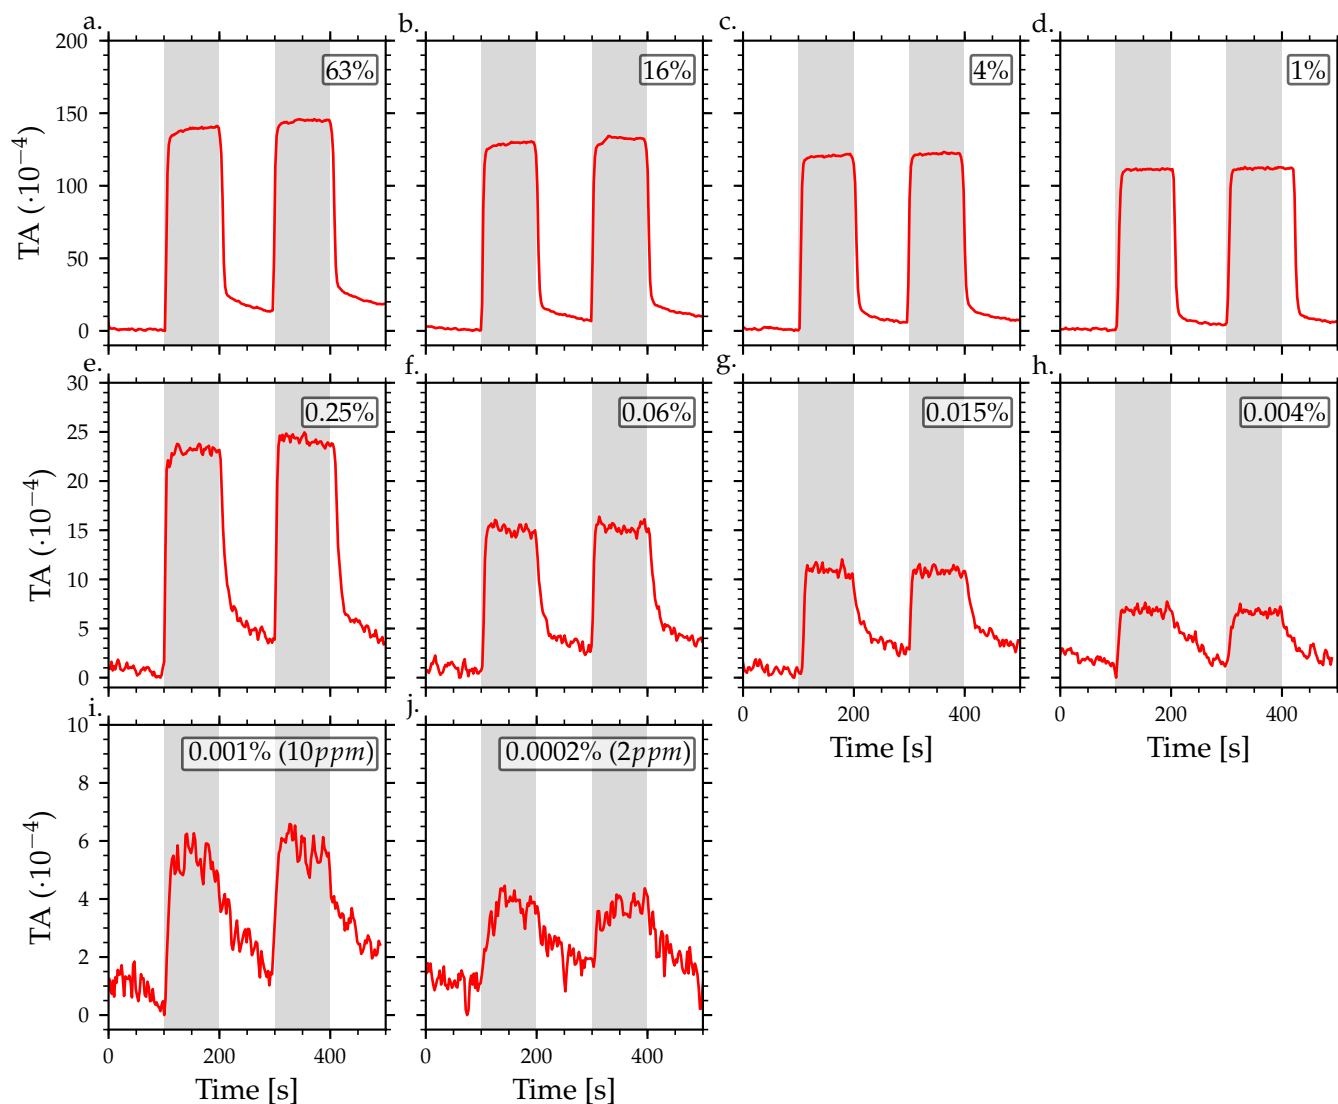 a.
b.
c.
d.
200
150
100
50
0
TA (·10⁻⁴)
63%
16%
4%
1%
e.
f.
g.
h.
30
25
20
15
10
5
0
TA (·10⁻⁴)
0.25%
0.06%
0.015%
0.004%
0 200 400
Time [s]
0 200 400
Time [s]
i.
j.
10
8
6
4
2
0
TA (·10⁻⁴)
0.001% (10ppm)
0.0002% (2ppm)
0 200 400
Time [s]
0 200 400
Time [s]